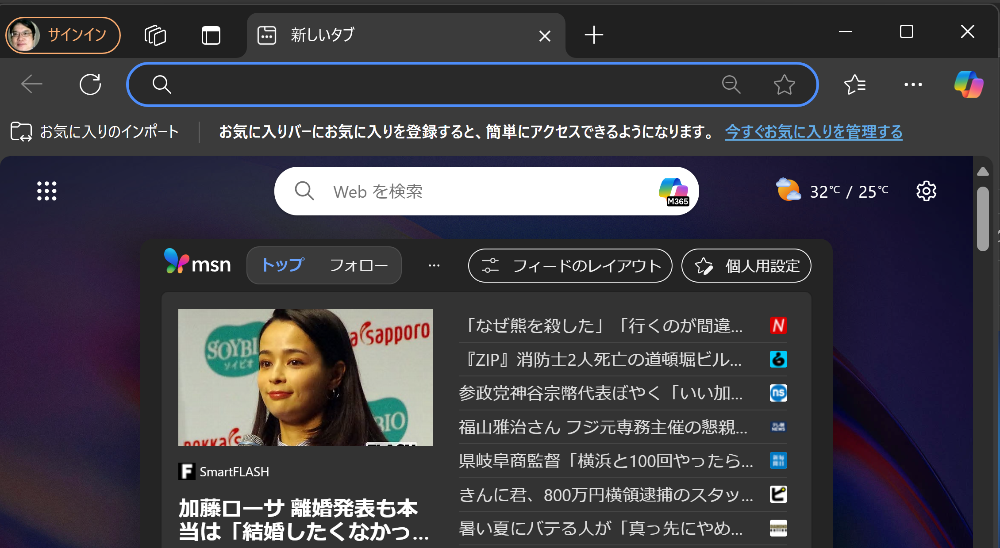 サインイン
新しいタブ
お気に入りのインポート
お気に入りバーにお気に入りを登録すると、簡単にアクセスできるようになります。 今すぐお気に入りを管理する
Web を検索
M365
32℃ / 25℃
msn
トップ
フォロー
フィードのレイアウト
個人用設定
SOYBI
ソイビオ
asapporo
BIO
SmartFLASH
加藤ローサ 離婚発表も本
当は「結婚したくなかっ...
「なぜ熊を殺した」「行くのが間違...
『ZIP』消防士2人死亡の道頓堀ビル...
参政党神谷宗幣代表ぼやく「いい加...
ns
福山雅治さん フジ元専務主催の懇親...
県岐阜商監督「横浜と100回やったら...
きんに君、800万円横領逮捕のスタッ...
暑い夏にバテる人が「真っ先にやめ...